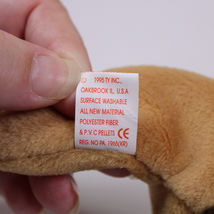 © 1995 TY INC.,
OAKBROOK IL, U.S.A
SURFACE WASHABLE
ALL NEW MATERIAL
POLYESTER FIBER
& P.V.C PELLETS CE
REG. NO PA. 1965(KR)